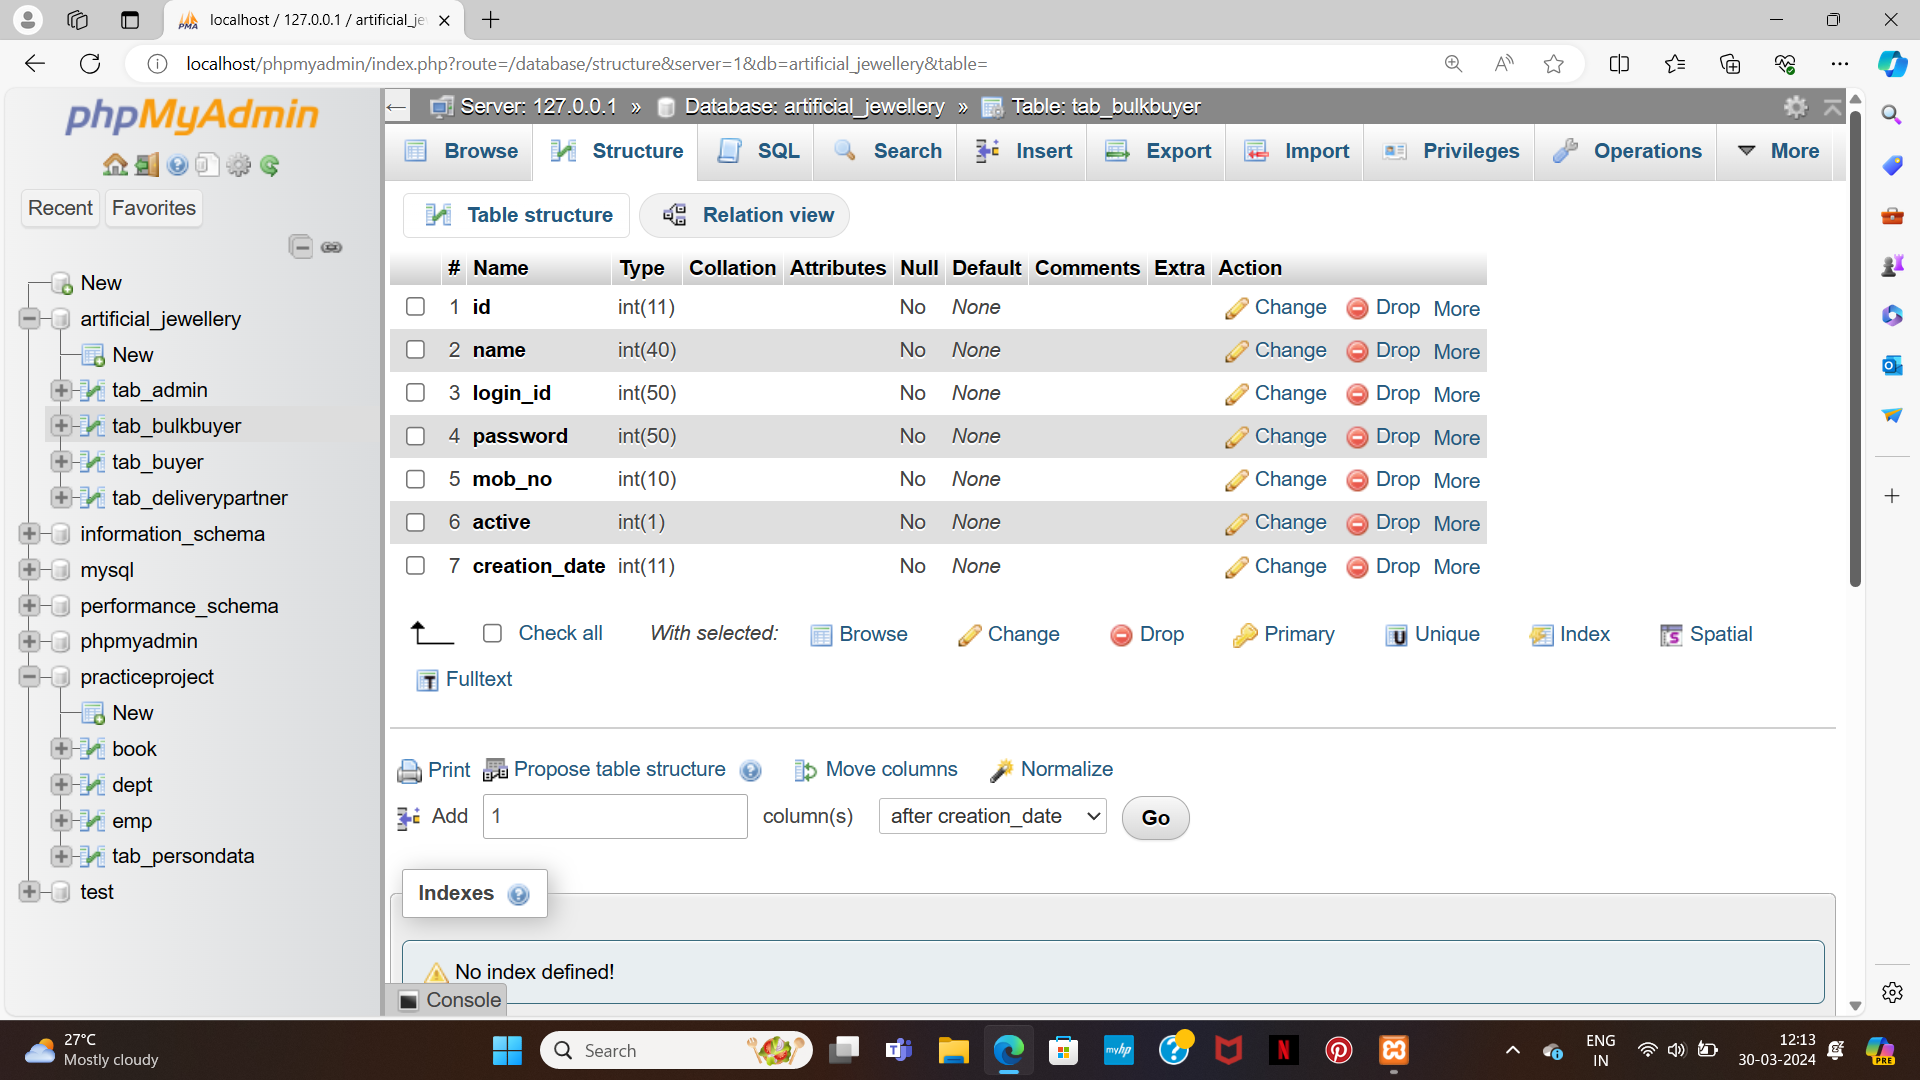 localhost / 127.0.0.1 / artificial_je
localhost/phpmyadmin/index.php?route=/database/structure&server=1&db=artificial_jewellery&table=
phpMyAdmin
Recent Favorites
New
artificial_jewellery
New
tab_admin
tab_bulkbuyer
tab_buyer
tab_deliverypartner
information_schema
mysql
performance_schema
phpmyadmin
practiceproject
New
book
dept
emp
tab_persondata
test
Server: 127.0.0.1 » Database: artificial_jewellery » Table: tab_bulkbuyer
Browse Structure SQL Search Insert Export Import Privileges Operations More
Table structure Relation view
# Name Type Collation Attributes Null Default Comments Extra Action
1 id int(11) No None Change Drop More
2 name int(40) No None Change Drop More
3 login_id int(50) No None Change Drop More
4 password int(50) No None Change Drop More
5 mob_no int(10) No None Change Drop More
6 active int(1) No None Change Drop More
7 creation_date int(11) No None Change Drop More
Check all With selected: Browse Change Drop Primary Unique Index Spatial
Fulltext
Print Propose table structure Move columns Normalize
Add 1 column(s) after creation_date Go
Indexes
No index defined!
Console
27°C
Mostly cloudy
Search
ENG
IN
12:13
30-03-2024